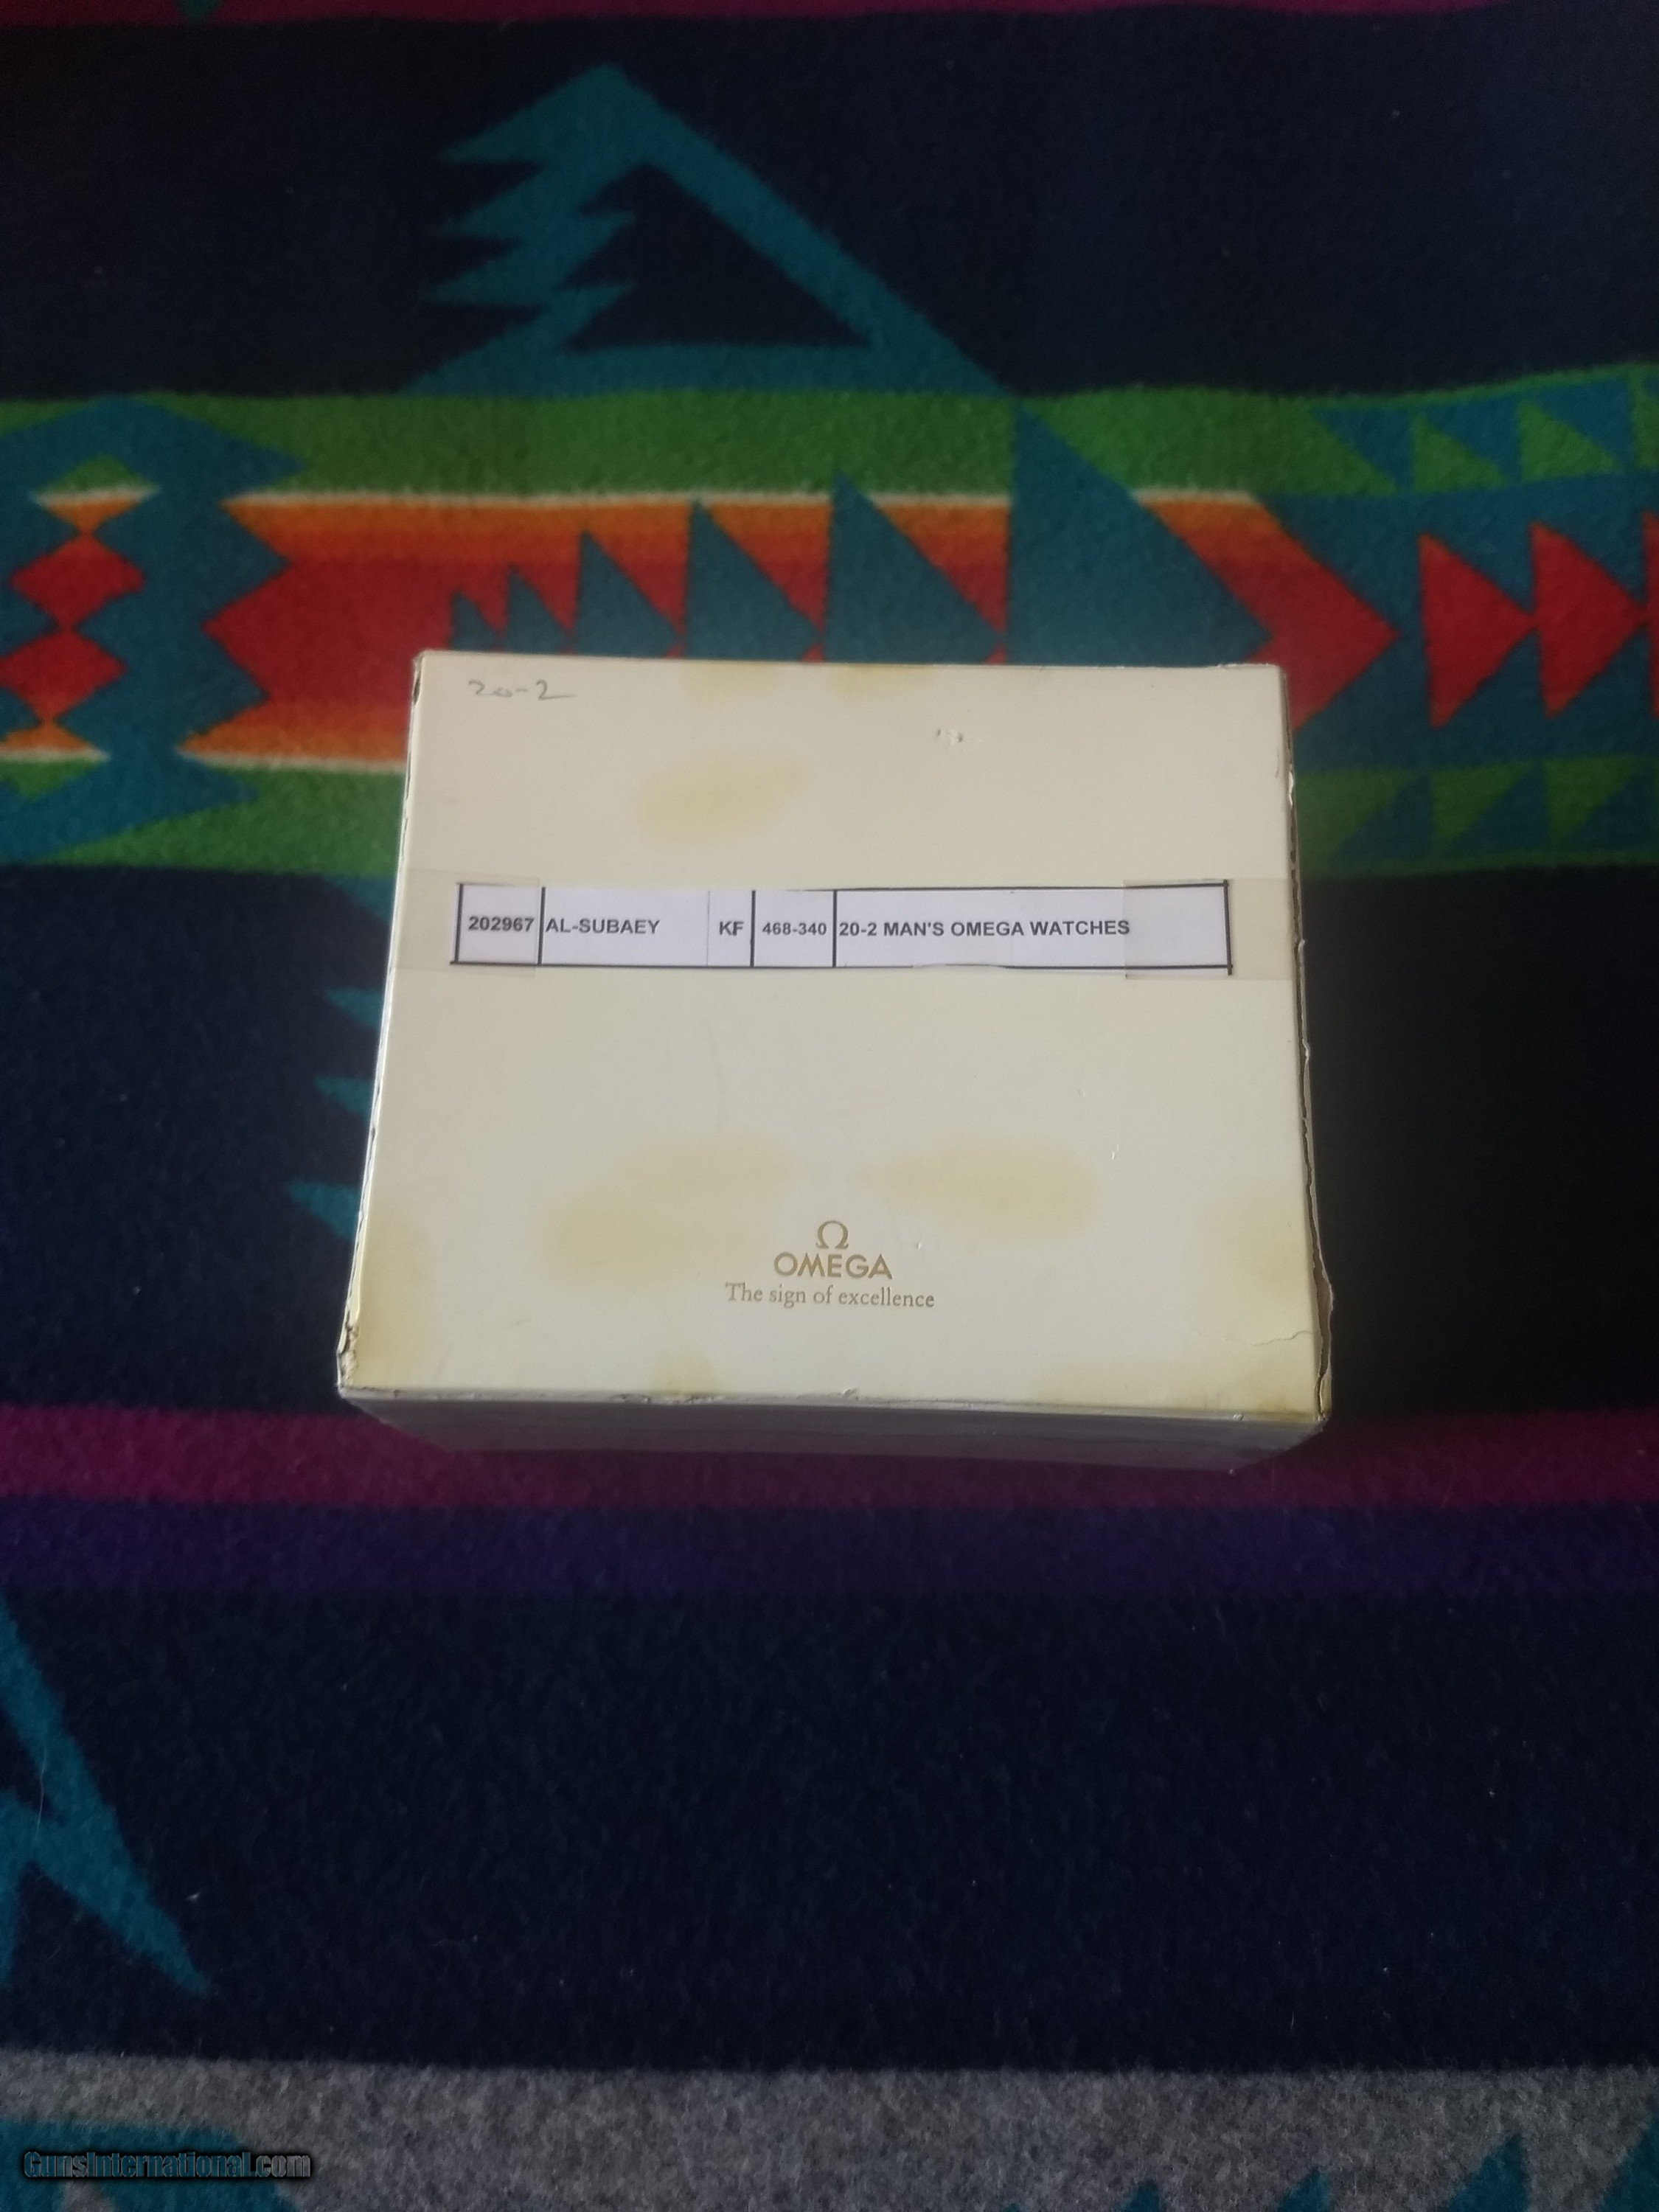 20-2
202967 AL-SUBAEY KF 468-340 20-2 MAN'S OMEGA WATCHES
Ω
OMEGA
The sign of excellence
GunsInternational.com